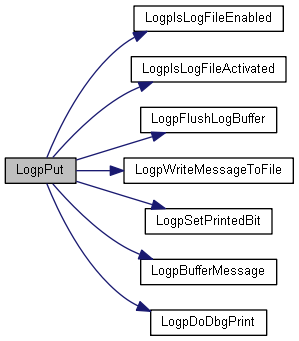 LogpIsLogFileEnabled
LogpIsLogFileActivated
LogpFlushLogBuffer
LogpPut
LogpWriteMessageToFile
LogpSetPrintedBit
LogpBufferMessage
LogpDoDbgPrint